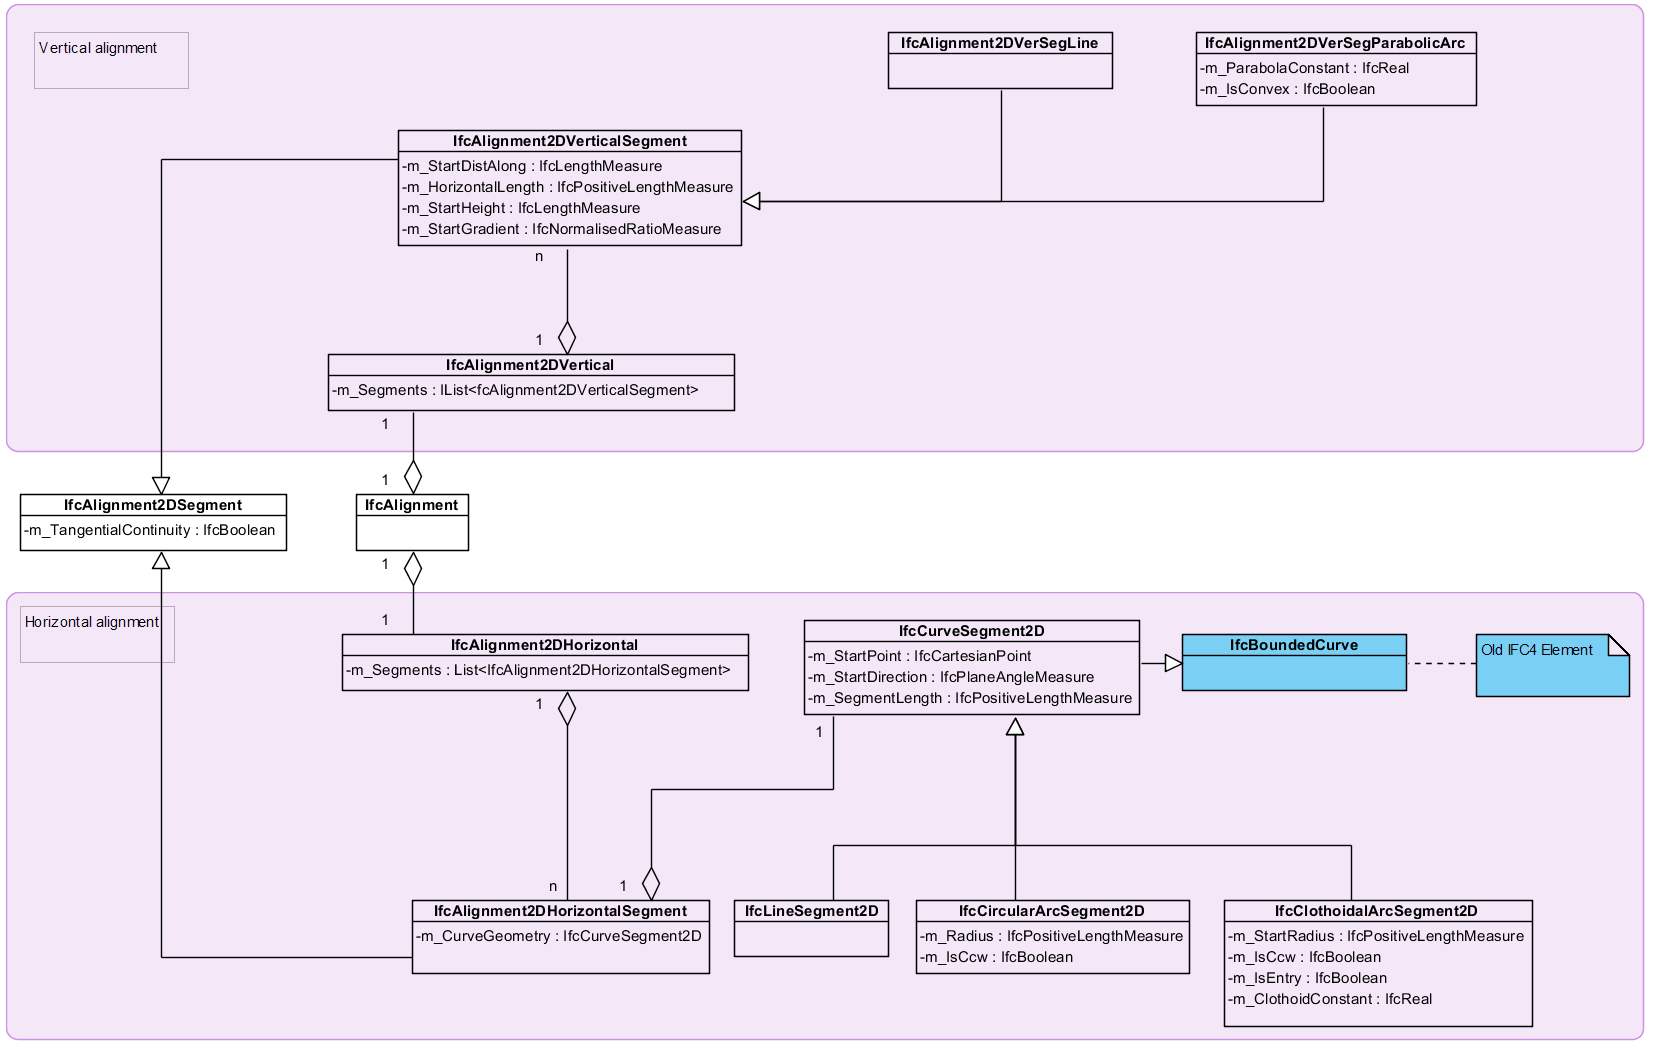 Vertical alignment
IfcAlignment2DVerSegLine
IfcAlignment2DVerSegParabolicArc
-m_ParabolaConstant : IfcReal
-m_IsConvex : IfcBoolean
IfcAlignment2DVerticalSegment
-m_StartDistAlong : IfcLengthMeasure
-m_HorizontalLength : IfcPositiveLengthMeasure
-m_StartHeight : IfcLengthMeasure
-m_StartGradient : IfcNormalisedRatioMeasure
n
1
IfcAlignment2DVertical
-m_Segments : IList<fcAlignment2DVerticalSegment>
1
1
IfcAlignment2DSegment
-m_TangentialContinuity : IfcBoolean
IfcAlignment
1
1
Horizontal alignment
IfcAlignment2DHorizontal
-m_Segments : List<IfcAlignment2DHorizontalSegment>
1
IfcCurveSegment2D
-m_StartPoint : IfcCartesianPoint
-m_StartDirection : IfcPlaneAngleMeasure
-m_SegmentLength : IfcPositiveLengthMeasure
1
IfcBoundedCurve
Old IFC4 Element
n
1
IfcAlignment2DHorizontalSegment
-m_CurveGeometry : IfcCurveSegment2D
IfcLineSegment2D
IfcCircularArcSegment2D
-m_Radius : IfcPositiveLengthMeasure
-m_IsCcw : IfcBoolean
IfcClothoidalArcSegment2D
-m_StartRadius : IfcPositiveLengthMeasure
-m_IsCcw : IfcBoolean
-m_IsEntry : IfcBoolean
-m_ClothoidConstant : IfcReal